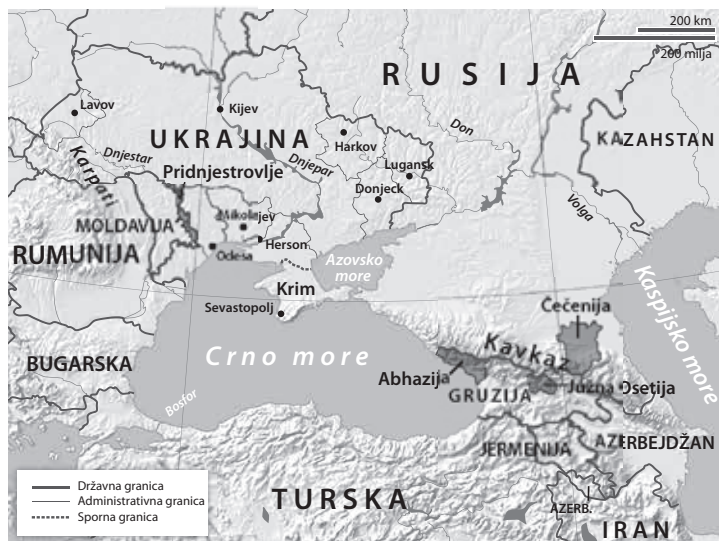 200 km
200 milja
RUSIJA
Lavov
Kijev
UKRAJINA
Harkov
Don
KAZAHSTAN
Dnjestar
Dnjepar
Lugansk
Karpati
Pridnjestrovlje
Donjeck
Volga
MOLDAVIJA
Mikolajev
Herson
RUMUNIJA
Odesa
Azovsko
more
Krim
Sevastopolj
Kaspijsko more
Čečenija
Crno more
Kavkaz
BUGARSKA
Abhazija
GRUZIJA
Južna Osetija
Bosfor
JERMENIJA
AZERBEJDŽAN
Državna granica
Administrativna granica
Sporna granica
TURSKA
AZERB.
IRAN